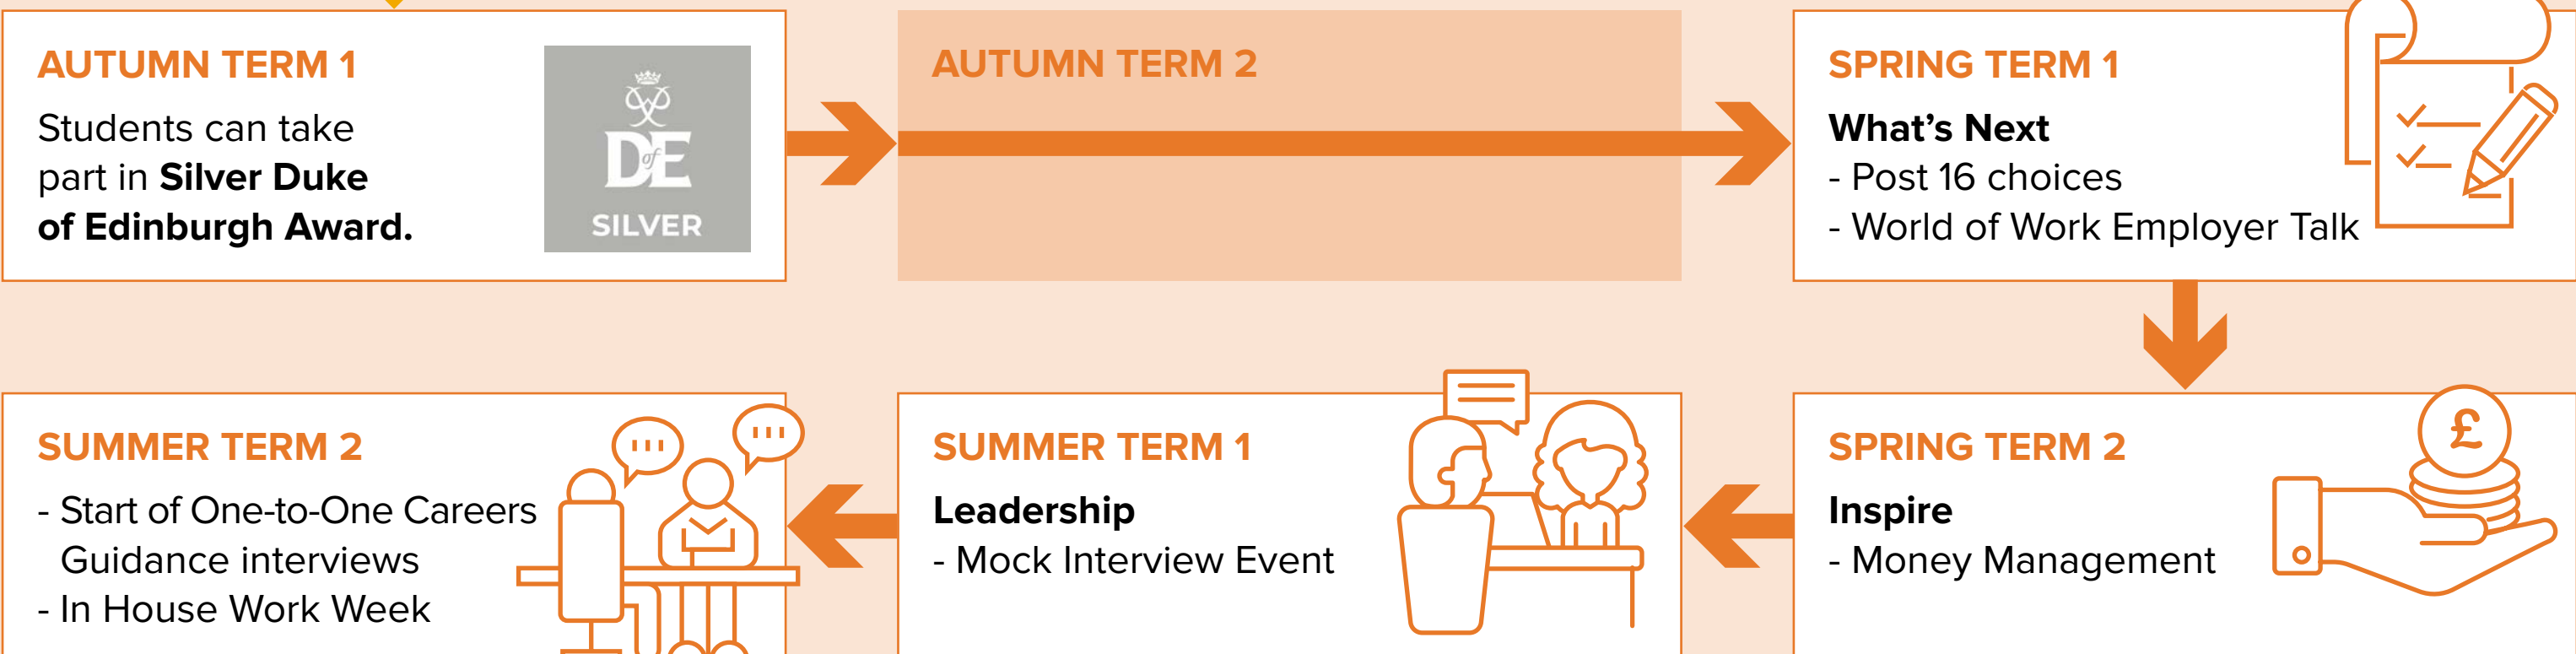 AUTUMN TERM 1
Students can take
part in Silver Duke
of Edinburgh Award.
DofE
SILVER
AUTUMN TERM 2
SPRING TERM 1
What's Next
- Post 16 choices
- World of Work Employer Talk
SPRING TERM 2
Inspire
- Money Management
£
SUMMER TERM 1
Leadership
- Mock Interview Event
SUMMER TERM 2
- Start of One-to-One Careers
Guidance interviews
- In House Work Week